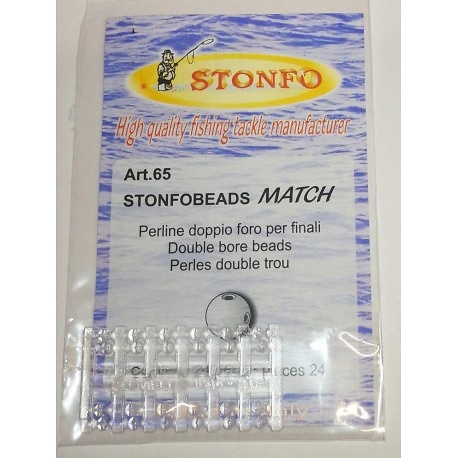 STONFO
High quality fishing tackle manufacturer
Art.65
STONFOBEADS MATCH
Perline doppio foro per finali
Double bore beads
Perles double trou
pieces 24